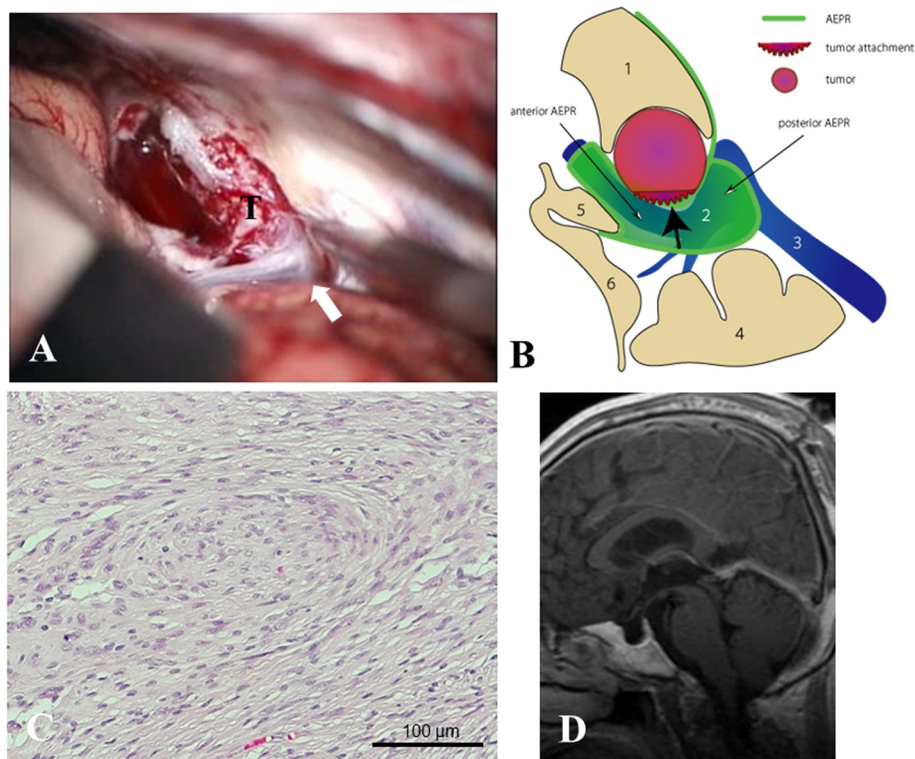 T
A
B
AEPR
tumor attachment
tumor
anterior AEPR
posterior AEPR
1
2
3
4
5
6
C
100 µm
D